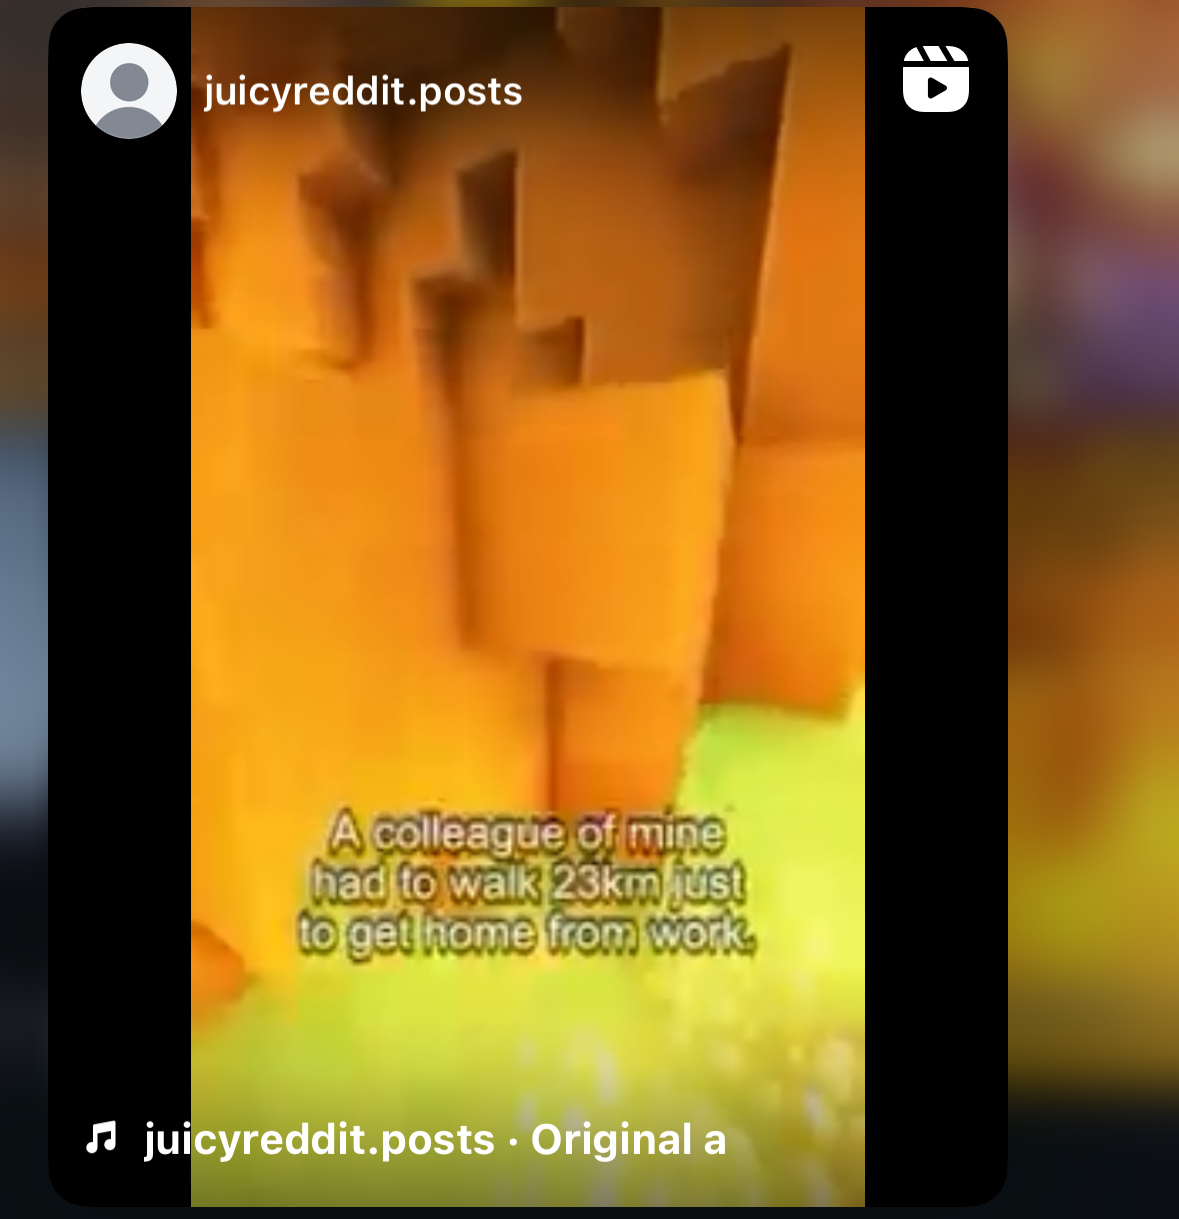 juicyreddit.posts
A colleague of mine
had to walk 23km just
to get home from work.
juicyreddit.posts · Original a